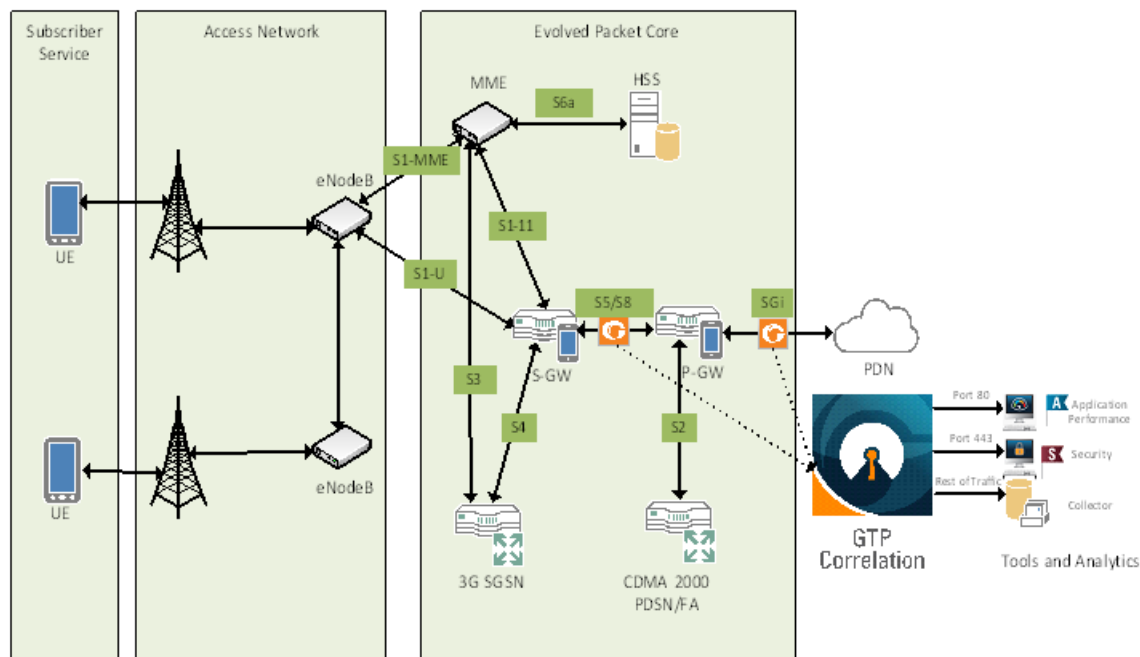 Subscriber
Service
Access Network
Evolved Packet Core
MME
HSS
S6a
S1-MME
eNodeB
S1-11
UE
S1-U
S5/S8
SGi
S-GW
P-GW
PDN
S3
S4
S2
Port 80
A
Application
Performance
Port 443
S
Security
Rest of Traffic
Collector
UE
eNodeB
GTP
Correlation
Tools and Analytics
3G SGSN
CDMA 2000
PDSN/FA